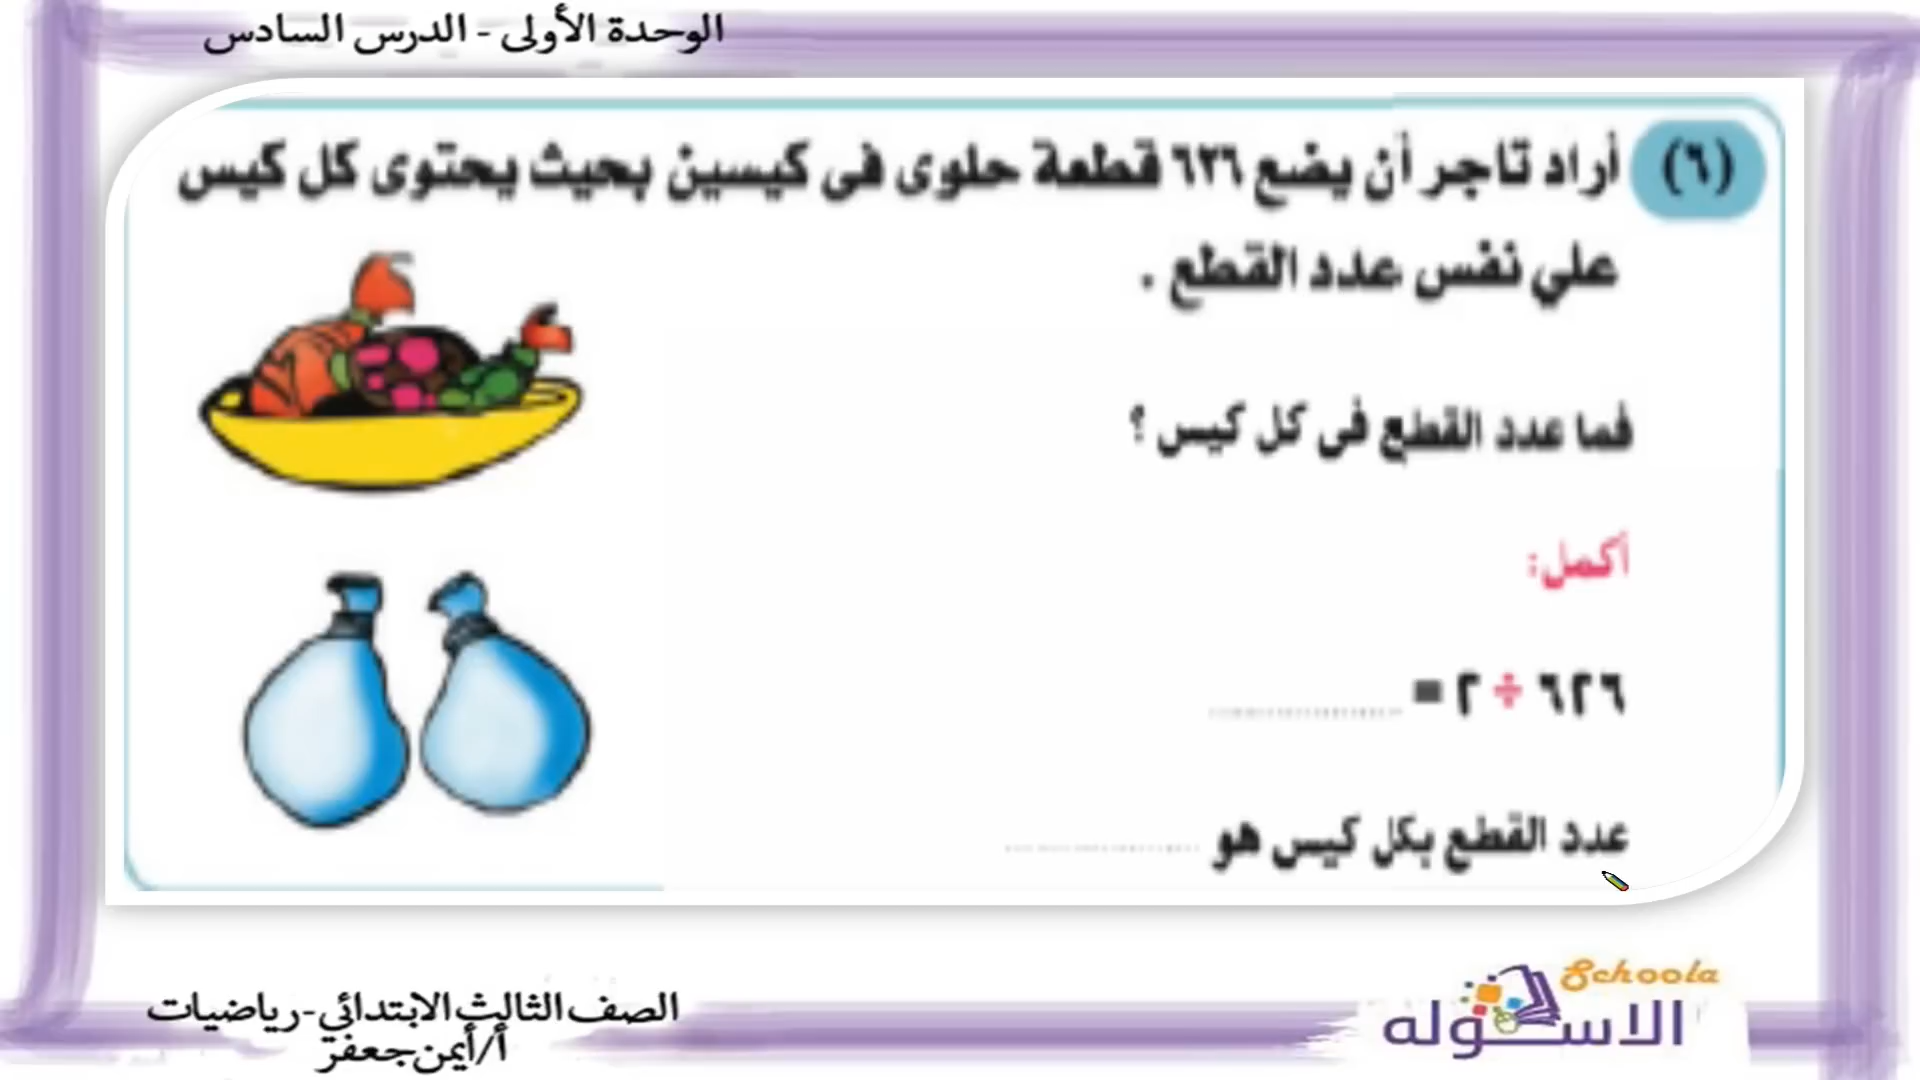 الوحدة الأولى - الدرس السادس
(٦) أراد تاجر أن يضع ٦٢٦ قطعة حلوى فى كيسين بحيث يحتوى كل كيس
علي نفس عدد القطع .
فما عدد القطع فى كل كيس ؟
أكمل:
٦٢٦ ÷ ٢ = ....................
عدد القطع بكل كيس هو ....................
Schoola
الاسكوله
الصف الثالث الابتدائي - رياضيات
أ/أيمن جعفر